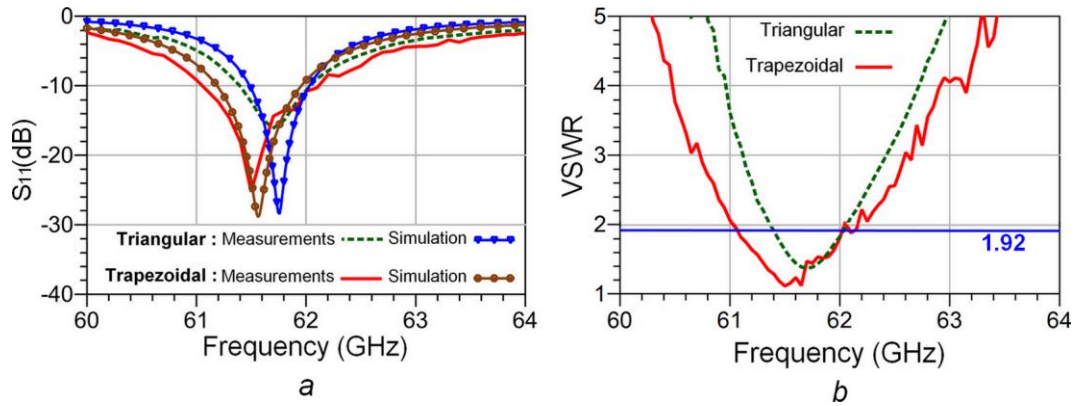 0
-10
-20
-30
-40
S11(dB)
Triangular : Measurements Simulation
Trapezoidal : Measurements Simulation
60 61 62 63 64
Frequency (GHz)
a
5
4
3
2
1
VSWR
Triangular
Trapezoidal
1.92
60 61 62 63 64
Frequency (GHz)
b